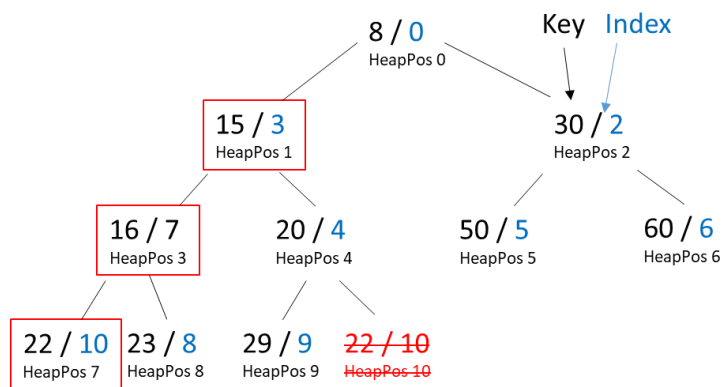 8 / 0
HeapPos 0
Key Index
15 / 3
HeapPos 1
30 / 2
HeapPos 2
16 / 7
HeapPos 3
20 / 4
HeapPos 4
50 / 5
HeapPos 5
60 / 6
HeapPos 6
22 / 10
HeapPos 7
23 / 8
HeapPos 8
29 / 9
HeapPos 9
22 / 10
HeapPos 10